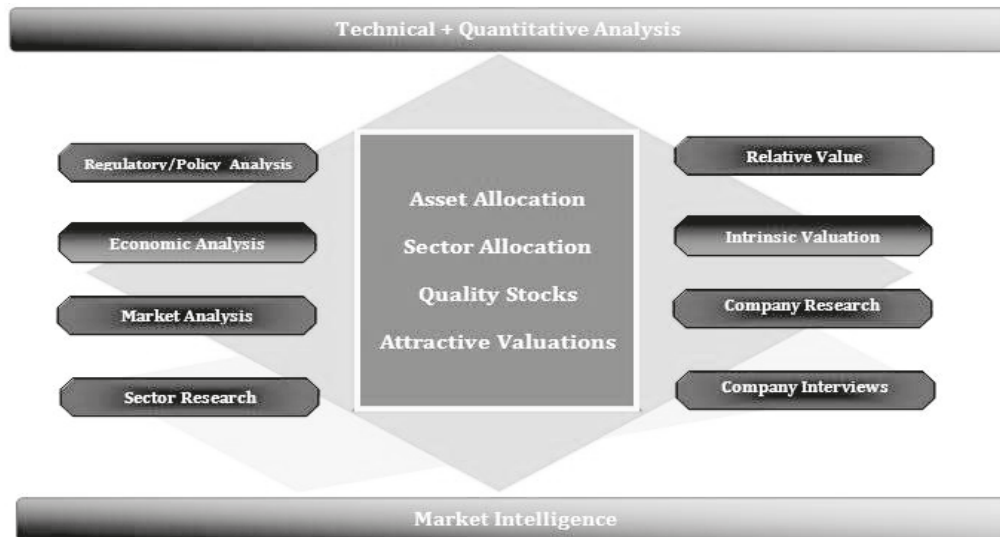 Technical + Quantitative Analysis
Regulatory/Policy Analysis
Economic Analysis
Market Analysis
Sector Research
Asset Allocation
Sector Allocation
Quality Stocks
Attractive Valuations
Relative Value
Intrinsic Valuation
Company Research
Company Interviews
Market Intelligence